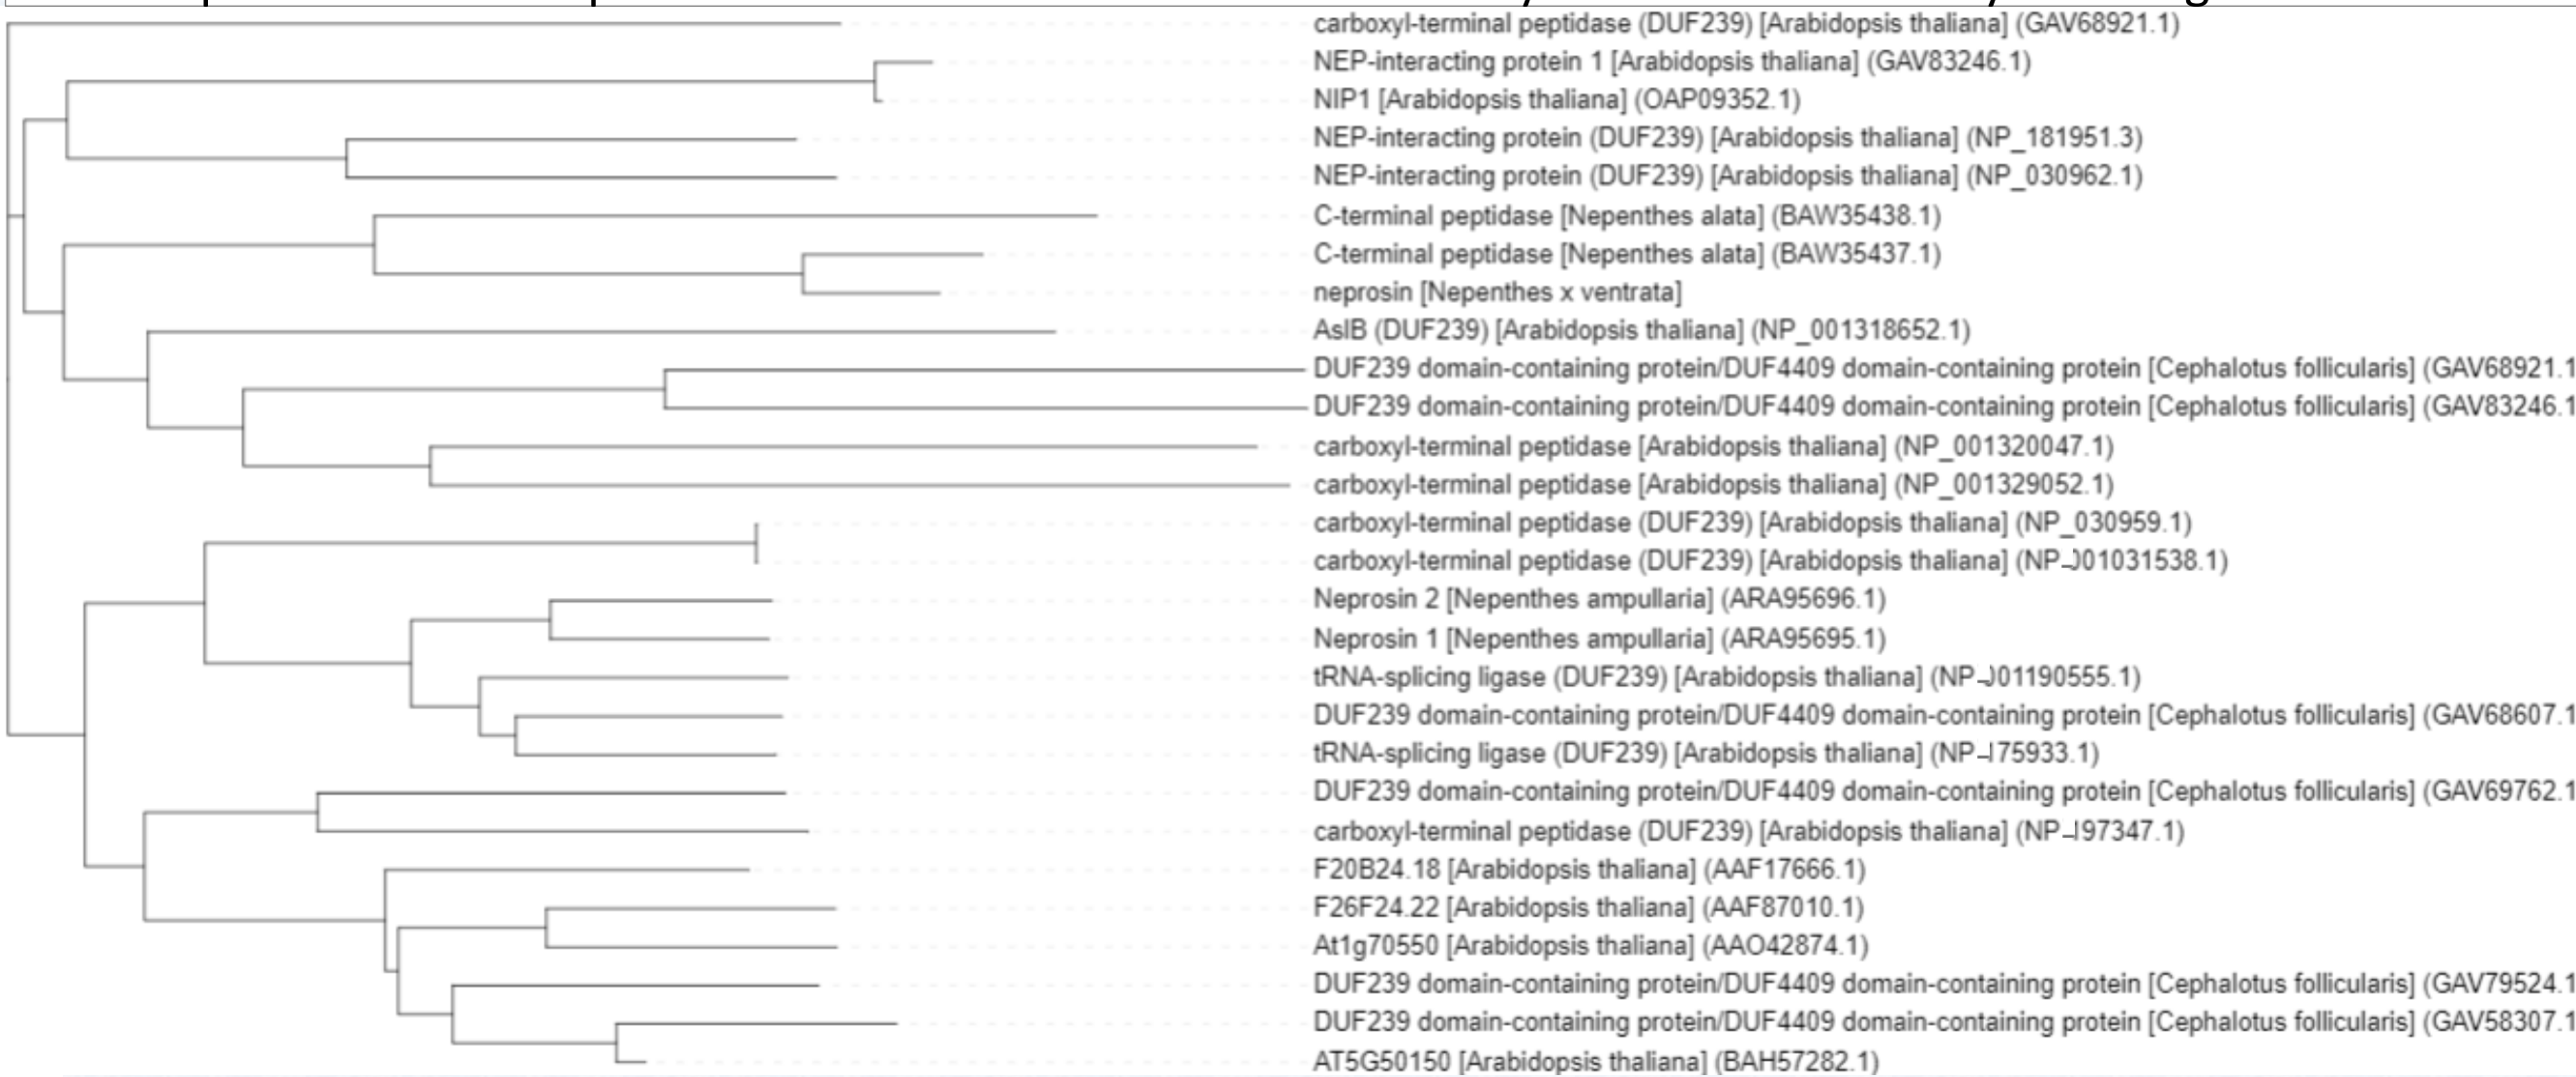 carboxyl-terminal peptidase (DUF239) [Arabidopsis thaliana] (GAV68921.1)
NEP-interacting protein 1 [Arabidopsis thaliana] (GAV83246.1)
NIP1 [Arabidopsis thaliana] (OAP09352.1)
NEP-interacting protein (DUF239) [Arabidopsis thaliana] (NP_181951.3)
NEP-interacting protein (DUF239) [Arabidopsis thaliana] (NP_030962.1)
C-terminal peptidase [Nepenthes alata] (BAW35438.1)
C-terminal peptidase [Nepenthes alata] (BAW35437.1)
neprosin [Nepenthes x ventrata]
AslB (DUF239) [Arabidopsis thaliana] (NP_001318652.1)
DUF239 domain-containing protein/DUF4409 domain-containing protein [Cephalotus follicularis] (GAV68921.1
DUF239 domain-containing protein/DUF4409 domain-containing protein [Cephalotus follicularis] (GAV83246.1
carboxyl-terminal peptidase [Arabidopsis thaliana] (NP_001320047.1)
carboxyl-terminal peptidase [Arabidopsis thaliana] (NP_001329052.1)
carboxyl-terminal peptidase (DUF239) [Arabidopsis thaliana] (NP_030959.1)
carboxyl-terminal peptidase (DUF239) [Arabidopsis thaliana] (NP_001031538.1)
Neprosin 2 [Nepenthes ampullaria] (ARA95696.1)
Neprosin 1 [Nepenthes ampullaria] (ARA95695.1)
tRNA-splicing ligase (DUF239) [Arabidopsis thaliana] (NP_001190555.1)
DUF239 domain-containing protein/DUF4409 domain-containing protein [Cephalotus follicularis] (GAV68607.1
tRNA-splicing ligase (DUF239) [Arabidopsis thaliana] (NP_175933.1)
DUF239 domain-containing protein/DUF4409 domain-containing protein [Cephalotus follicularis] (GAV69762.1
carboxyl-terminal peptidase (DUF239) [Arabidopsis thaliana] (NP_197347.1)
F20B24.18 [Arabidopsis thaliana] (AAF17666.1)
F26F24.22 [Arabidopsis thaliana] (AAF87010.1)
At1g70550 [Arabidopsis thaliana] (AAO42874.1)
DUF239 domain-containing protein/DUF4409 domain-containing protein [Cephalotus follicularis] (GAV79524.1
DUF239 domain-containing protein/DUF4409 domain-containing protein [Cephalotus follicularis] (GAV58307.1
AT5G50150 [Arabidopsis thaliana] (BAH57282.1)